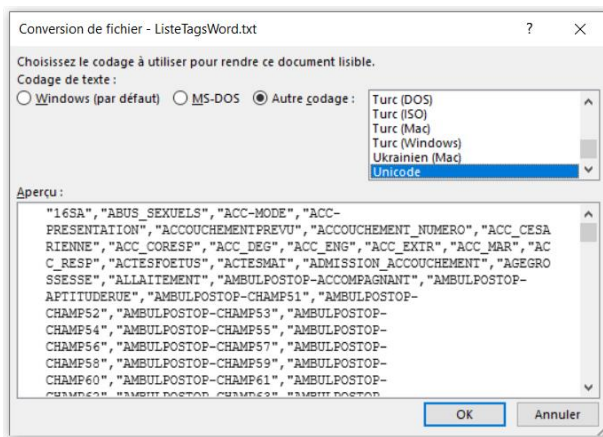 Conversion de fichier - ListeTagsWord.txt ? ×
Choisissez le codage à utiliser pour rendre ce document lisible.
Codage de texte :
Windows (par défaut) MS-DOS Autre codage :
Turc (DOS)
Turc (ISO)
Turc (Mac)
Turc (Windows)
Ukrainien (Mac)
Unicode
Aperçu :
"16SA","ABUS_SEXUELS","ACC-MODE","ACC-
PRESENTATION","ACCOUCHEMENTPREVU","ACCOUCHEMENT_NUMERO","ACC_CESA
RIENNE","ACC_CORESP","ACC_DEG","ACC_ENG","ACC_EXTR","ACC_MAR","AC
C_RESP","ACTESFOETUS","ACTESMAT","ADMISSION_ACCOUCHEMENT","AGEGRO
SSESSE","ALLAITEMENT","AMBULPOSTOP-ACCOMPAGNANT","AMBULPOSTOP-
APTITUDERUE","AMBULPOSTOP-CHAMP51","AMBULPOSTOP-
CHAMP52","AMBULPOSTOP-CHAMP53","AMBULPOSTOP-
CHAMP54","AMBULPOSTOP-CHAMP55","AMBULPOSTOP-
CHAMP56","AMBULPOSTOP-CHAMP57","AMBULPOSTOP-
CHAMP58","AMBULPOSTOP-CHAMP59","AMBULPOSTOP-
CHAMP60","AMBULPOSTOP-CHAMP61","AMBULPOSTOP-
CHAMP62","AMBULPOSTOP-CHAMP63","AMBULPOSTOP-
OK Annuler